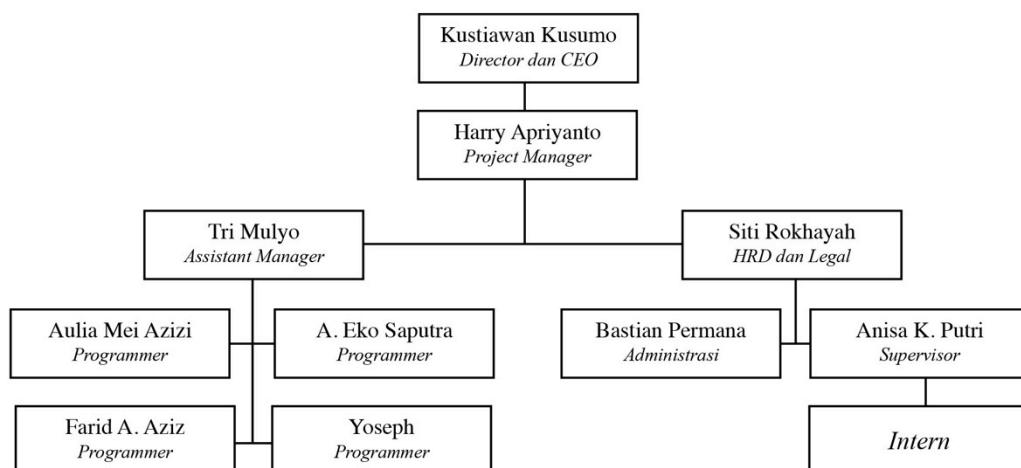 Kustiawan Kusumo
Director dan CEO
Harry Apriyanto
Project Manager
Tri Mulyo
Assistant Manager
Siti Rokhayah
HRD dan Legal
Aulia Mei Azizi
Programmer
A. Eko Saputra
Programmer
Bastian Permana
Administrasi
Anisa K. Putri
Supervisor
Farid A. Aziz
Programmer
Yoseph
Programmer
Intern